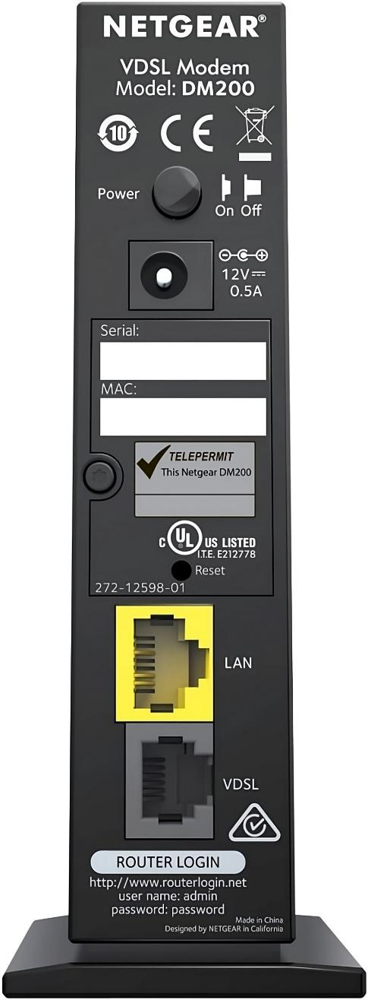 NETGEAR®
VDSL Modem
Model: DM200
10
CE
Power
On Off
12V⎓
0.5A
Serial:
MAC:
TELEPERMIT
This Netgear DM200
C UL US LISTED
I.T.E. E212778
Reset
272-12598-01
LAN
VDSL
ROUTER LOGIN
http://www.routerlogin.net
user name: admin
password: password
Made in China
Designed by NETGEAR in California